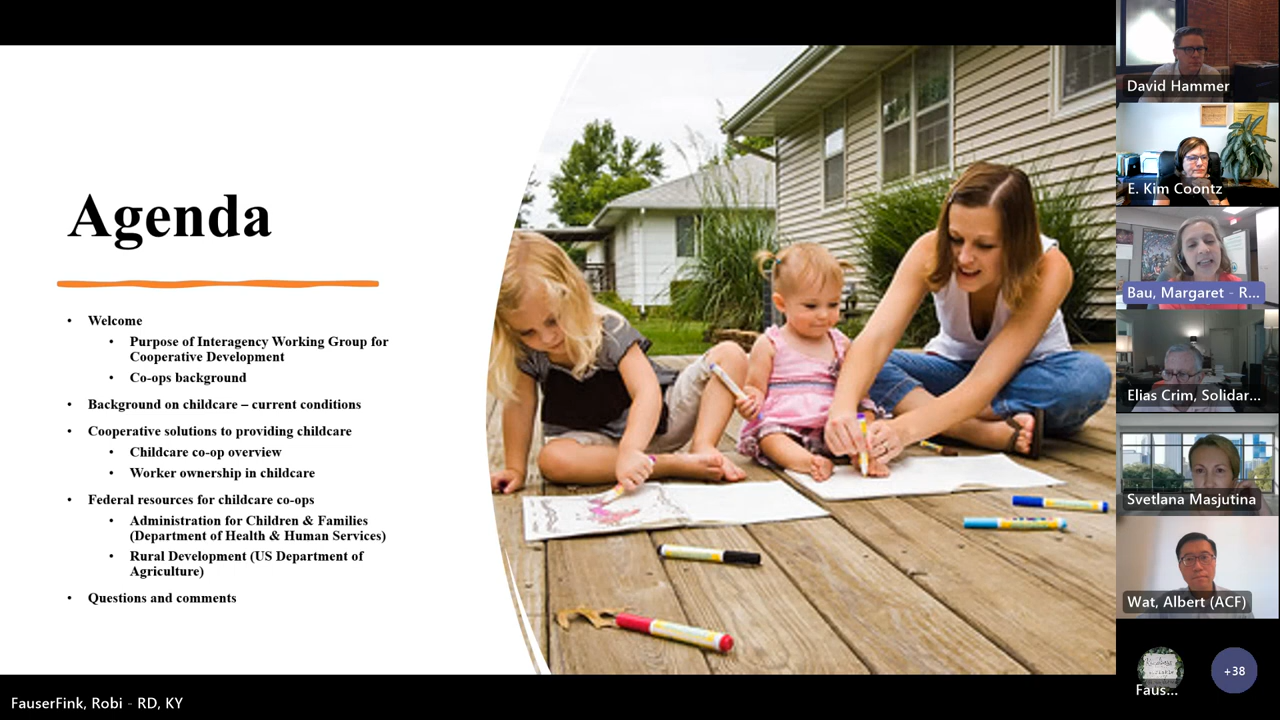 Agenda
• Welcome
• Purpose of Interagency Working Group for
Cooperative Development
• Co-ops background
• Background on childcare – current conditions
• Cooperative solutions to providing childcare
• Childcare co-op overview
• Worker ownership in childcare
• Federal resources for childcare co-ops
• Administration for Children & Families
(Department of Health & Human Services)
• Rural Development (US Department of
Agriculture)
• Questions and comments
David Hammer
E. Kim Coontz
Bau, Margaret - R...
Elias Crim, Solidar...
Svetlana Masjutina
Wat, Albert (ACF)
Faus...
+38
FauserFink, Robi - RD, KY